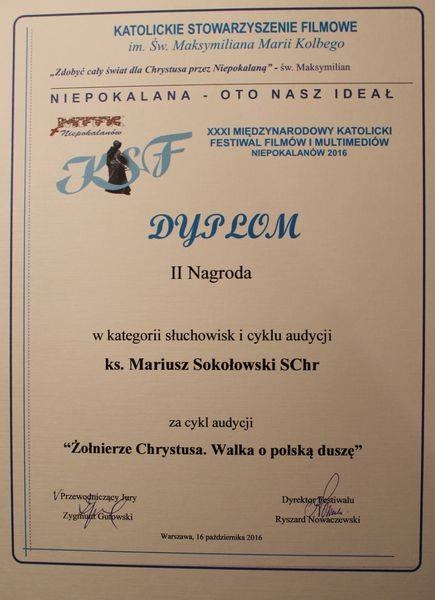 KATOLICKIE STOWARZYSZENIE FILMOWE
im. Św. Maksymiliana Marii Kolbego
„Zdobyć cały świat dla Chrystusa przez Niepokalaną” - św. Maksymilian
NIEPOKALANA - OTO NASZ IDEAŁ
Niepokalanów
KSF
XXXI MIĘDZYNARODOWY KATOLICKI
FESTIWAL FILMÓW I MULTIMEDIÓW
NIEPOKALANÓW 2016
DYPLOM
II Nagroda
w kategorii słuchowisk i cyklu audycji
ks. Mariusz Sokołowski SChr
za cykl audycji
“Żołnierze Chrystusa. Walka o polską duszę”
Przewodniczący Jury
Zygmunt Gutowski
Dyrektor Festiwalu
Ryszard Nowaczewski
Warszawa, 16 października 2016